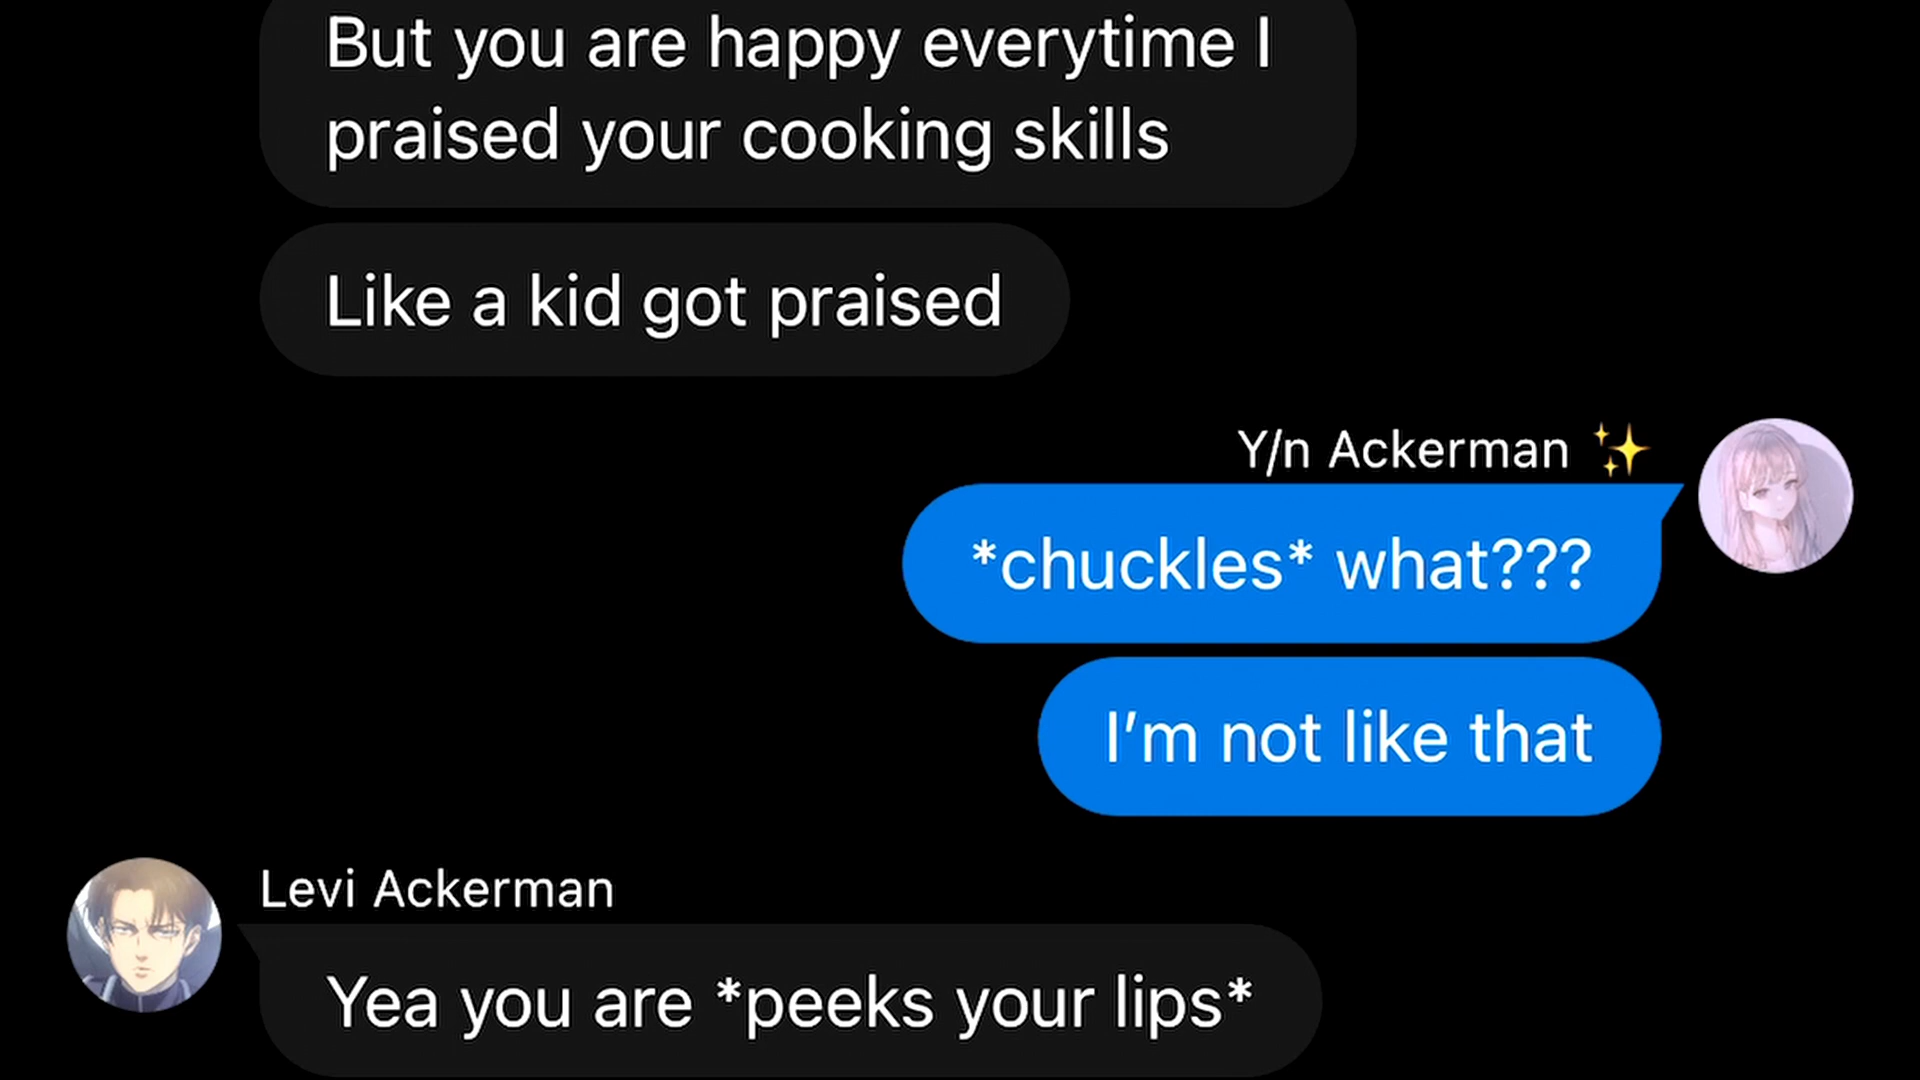 But you are happy everytime I
praised your cooking skills
Like a kid got praised
Y/n Ackerman ✨
*chuckles* what???
I’m not like that
Levi Ackerman
Yea you are *peeks your lips*